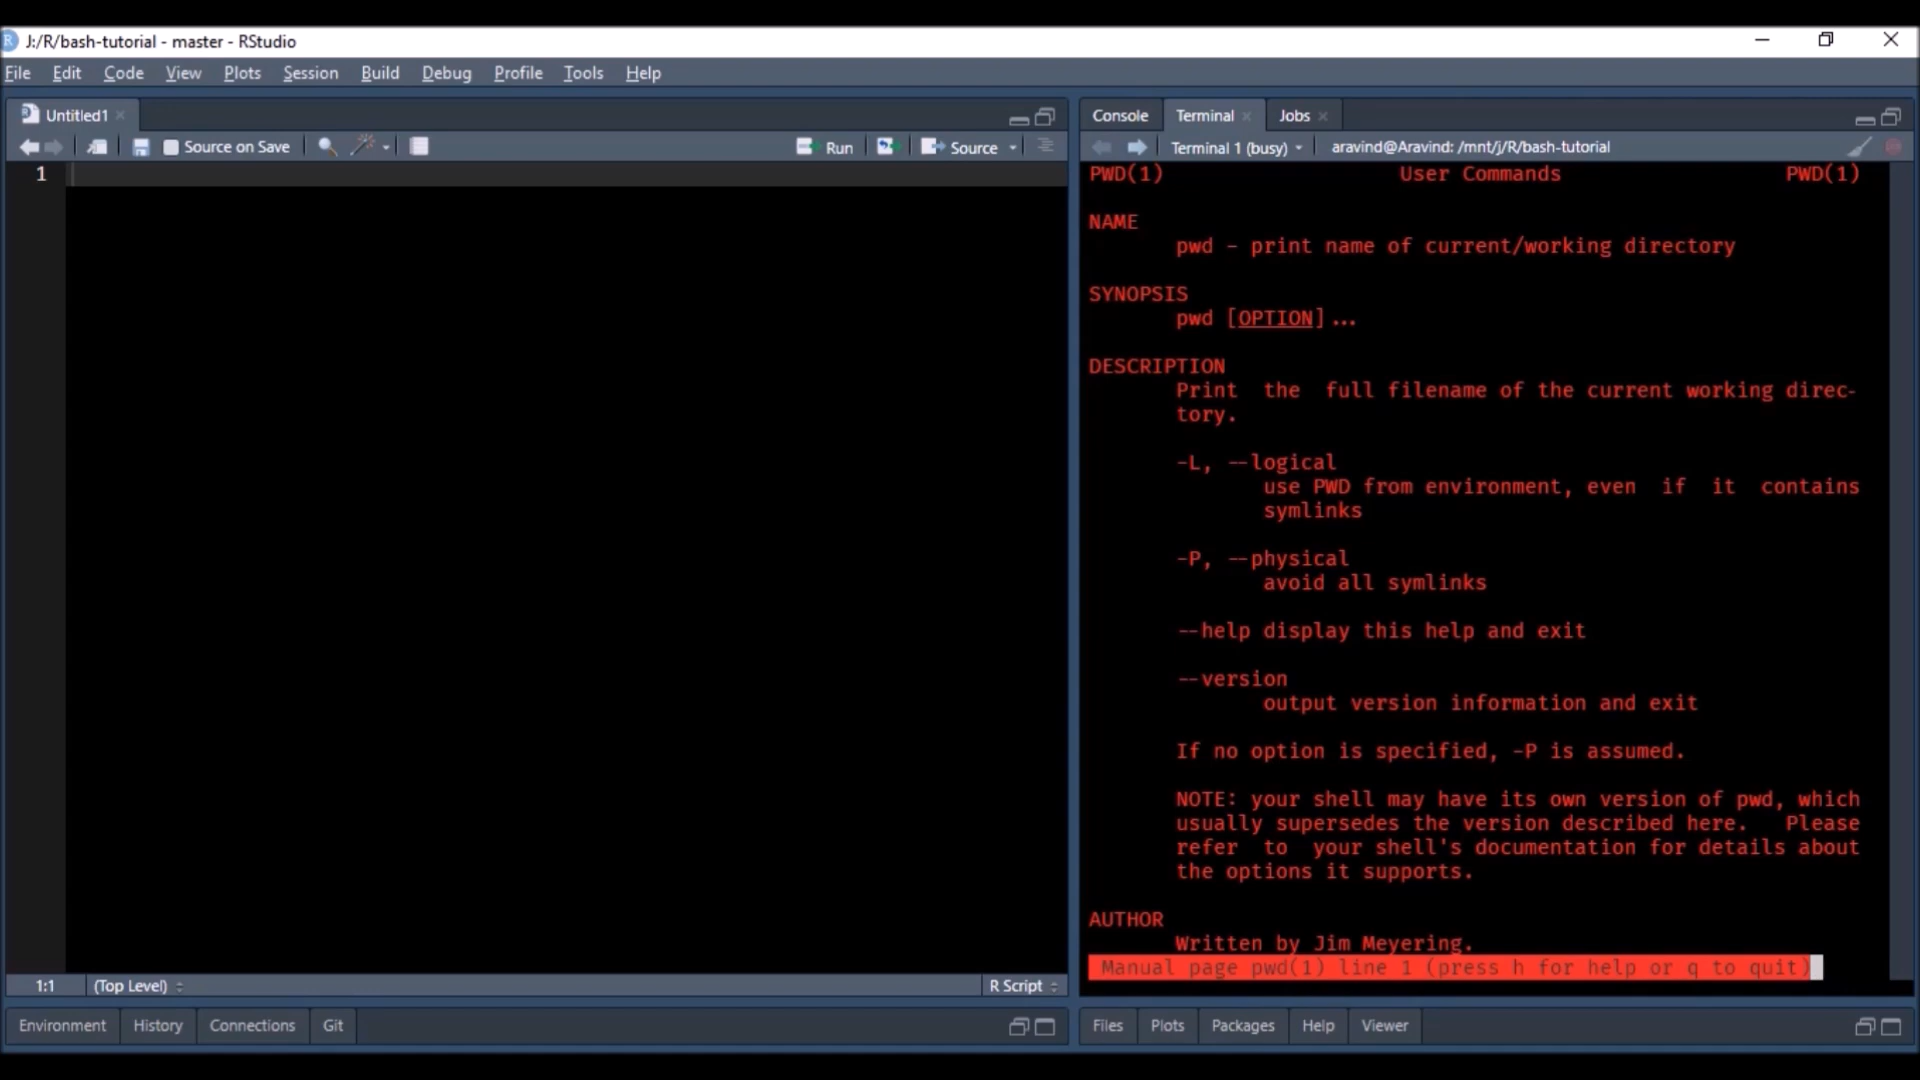 J:/R/bash-tutorial - master - RStudio
File Edit Code View Plots Session Build Debug Profile Tools Help
Untitled1
Source on Save Run Source
1
1:1 (Top Level) R Script
Environment History Connections Git
Console Terminal Jobs
Terminal 1 (busy) aravind@Aravind: /mnt/j/R/bash-tutorial
PWD(1) User Commands PWD(1)
NAME
pwd - print name of current/working directory
SYNOPSIS
pwd [OPTION]...
DESCRIPTION
Print the full filename of the current working direc-
tory.
-L, --logical
use PWD from environment, even if it contains
symlinks
-P, --physical
avoid all symlinks
--help display this help and exit
--version
output version information and exit
If no option is specified, -P is assumed.
NOTE: your shell may have its own version of pwd, which
usually supersedes the version described here. Please
refer to your shell's documentation for details about
the options it supports.
AUTHOR
Written by Jim Meyering.
Manual page pwd(1) line 1 (press h for help or q to quit)
Files Plots Packages Help Viewer